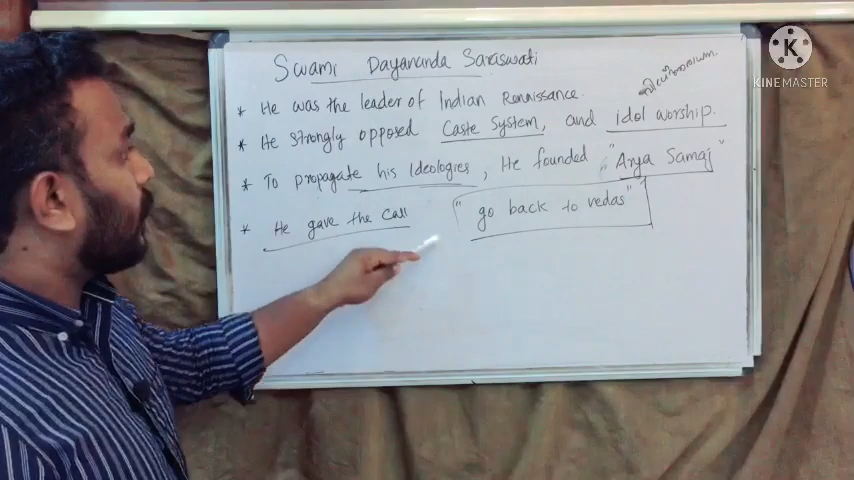 Swami Dayananda Saraswati
* He was the leader of Indian Renaissance.
* He strongly opposed Caste System, and idol worship.
* To propagate his Ideologies, He founded "Arya Samaj"
* He gave the Call "go back to vedas"
K
KINEMASTER